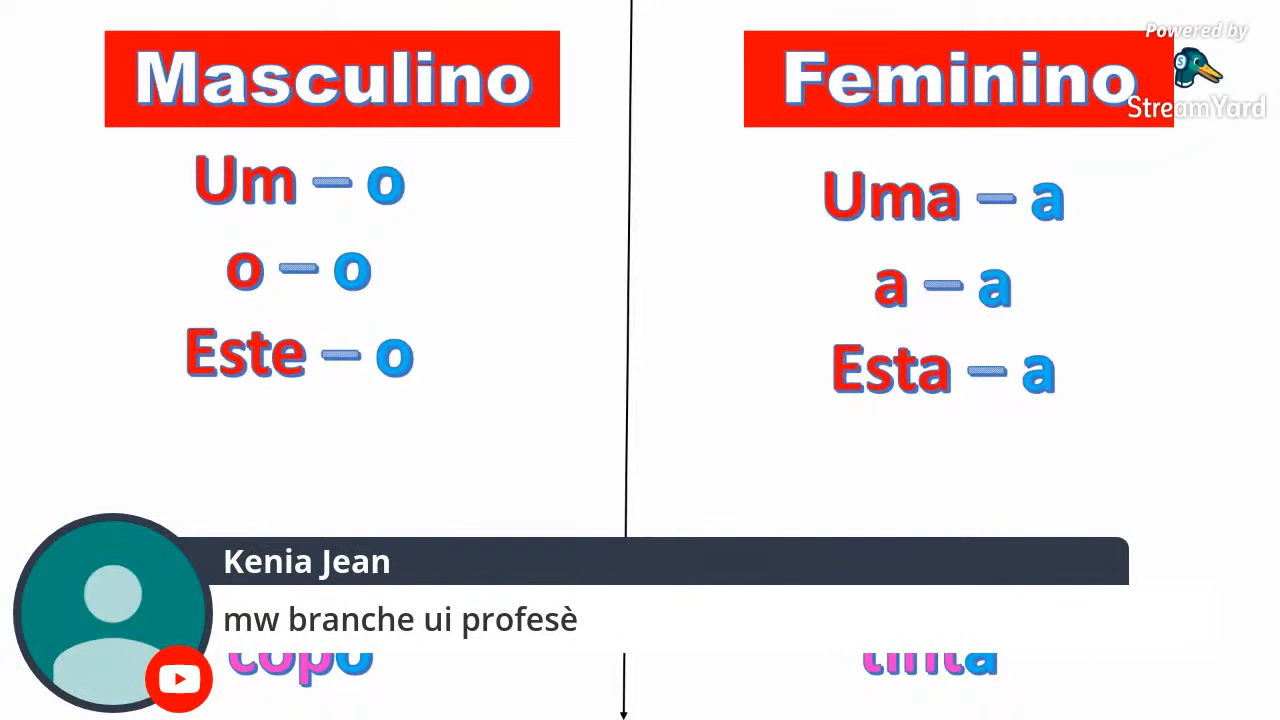 Masculino
Um – o
o – o
Este – o
copo
Feminino
Uma – a
a – a
Esta – a
tinta
Powered by
StreamYard
Kenia Jean
mw branche ui profesè